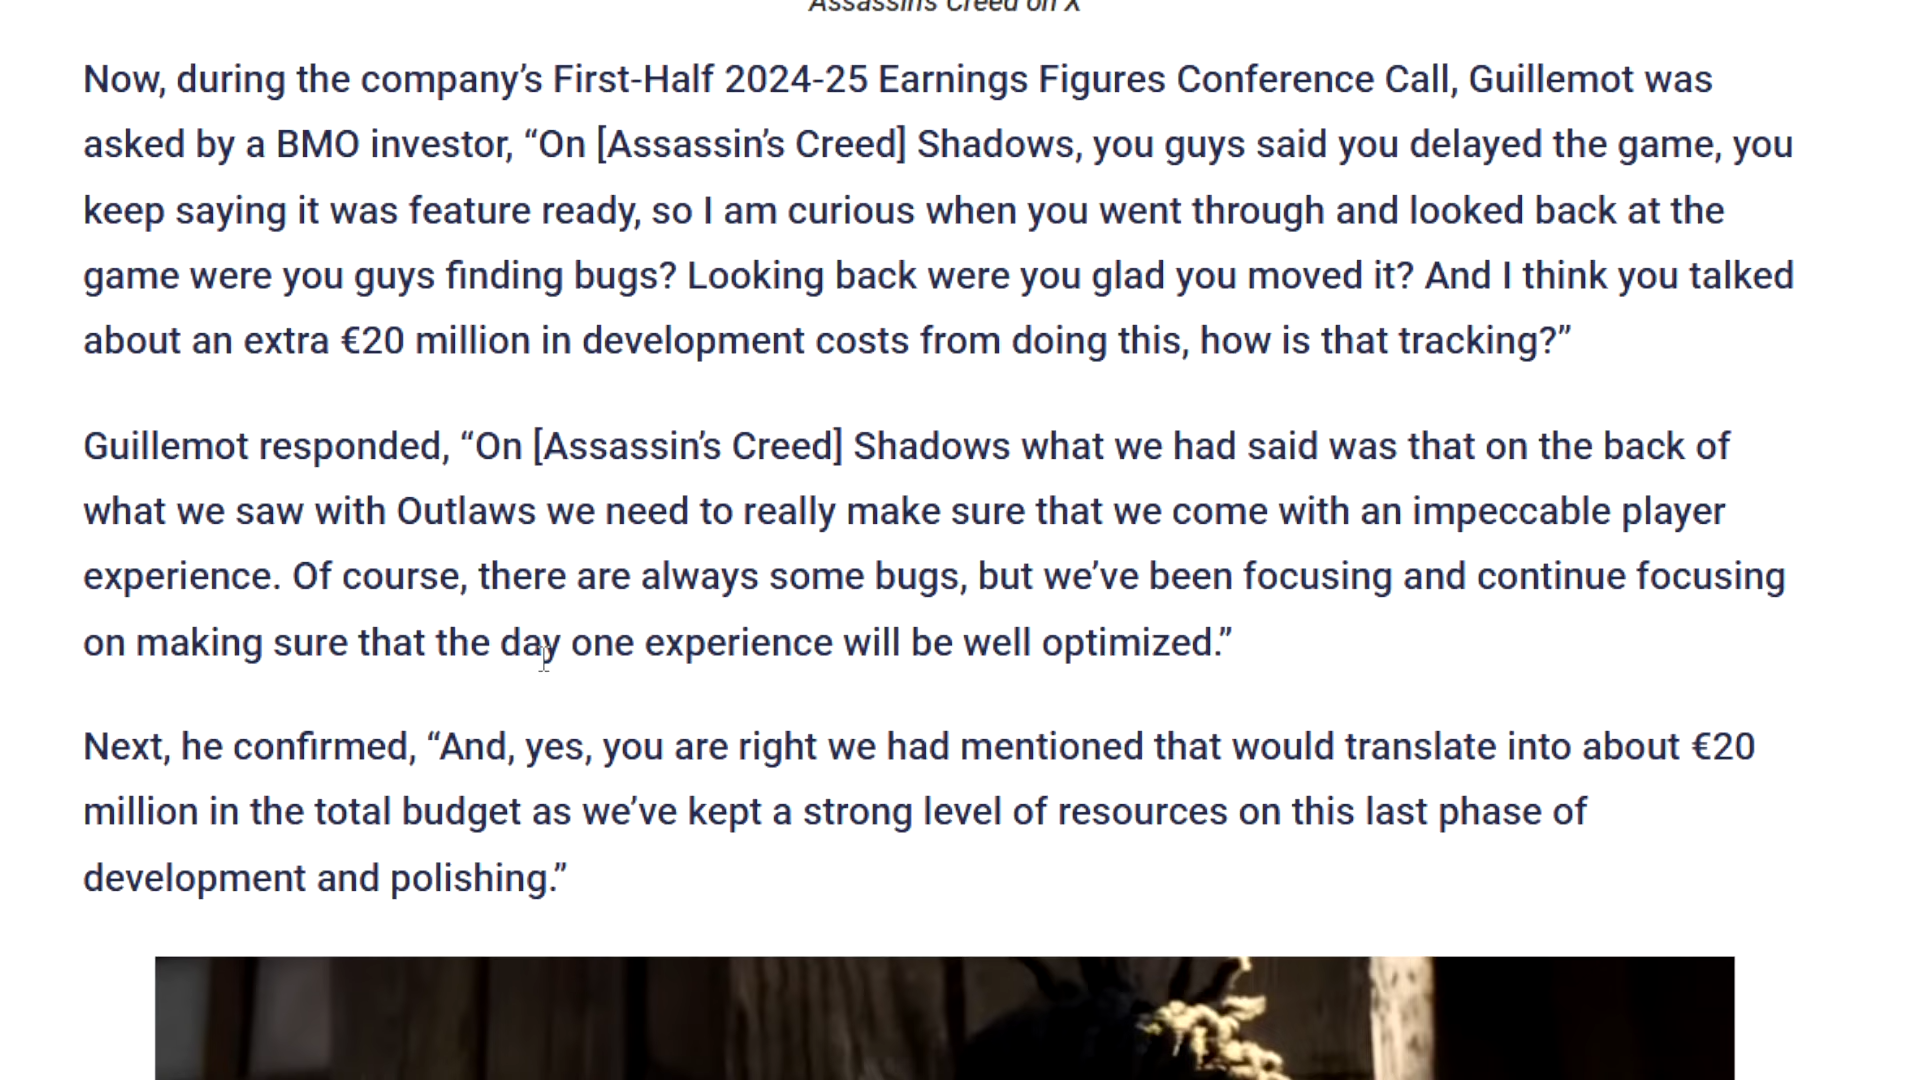 Assassin's Creed on X
Now, during the company’s First-Half 2024-25 Earnings Figures Conference Call, Guillemot was
asked by a BMO investor, “On [Assassin’s Creed] Shadows, you guys said you delayed the game, you
keep saying it was feature ready, so I am curious when you went through and looked back at the
game were you guys finding bugs? Looking back were you glad you moved it? And I think you talked
about an extra €20 million in development costs from doing this, how is that tracking?”
Guillemot responded, “On [Assassin’s Creed] Shadows what we had said was that on the back of
what we saw with Outlaws we need to really make sure that we come with an impeccable player
experience. Of course, there are always some bugs, but we’ve been focusing and continue focusing
on making sure that the day one experience will be well optimized.”
Next, he confirmed, “And, yes, you are right we had mentioned that would translate into about €20
million in the total budget as we’ve kept a strong level of resources on this last phase of
development and polishing.”